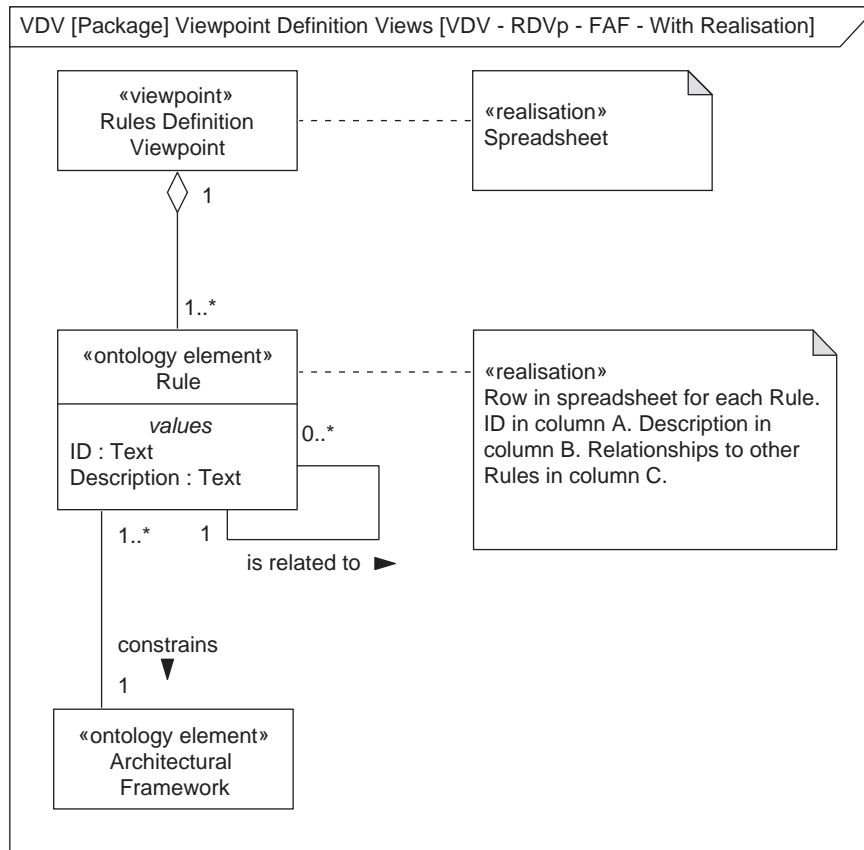 VDV [Package] Viewpoint Definition Views [VDV - RDVp - FAF - With Realisation]
«viewpoint»
Rules Definition
Viewpoint
«realisation»
Spreadsheet
1
1..*
«ontology element»
Rule
values
ID : Text
Description : Text
0..*
«realisation»
Row in spreadsheet for each Rule.
ID in column A. Description in
column B. Relationships to other
Rules in column C.
1..*
1
is related to
constrains
1
«ontology element»
Architectural
Framework